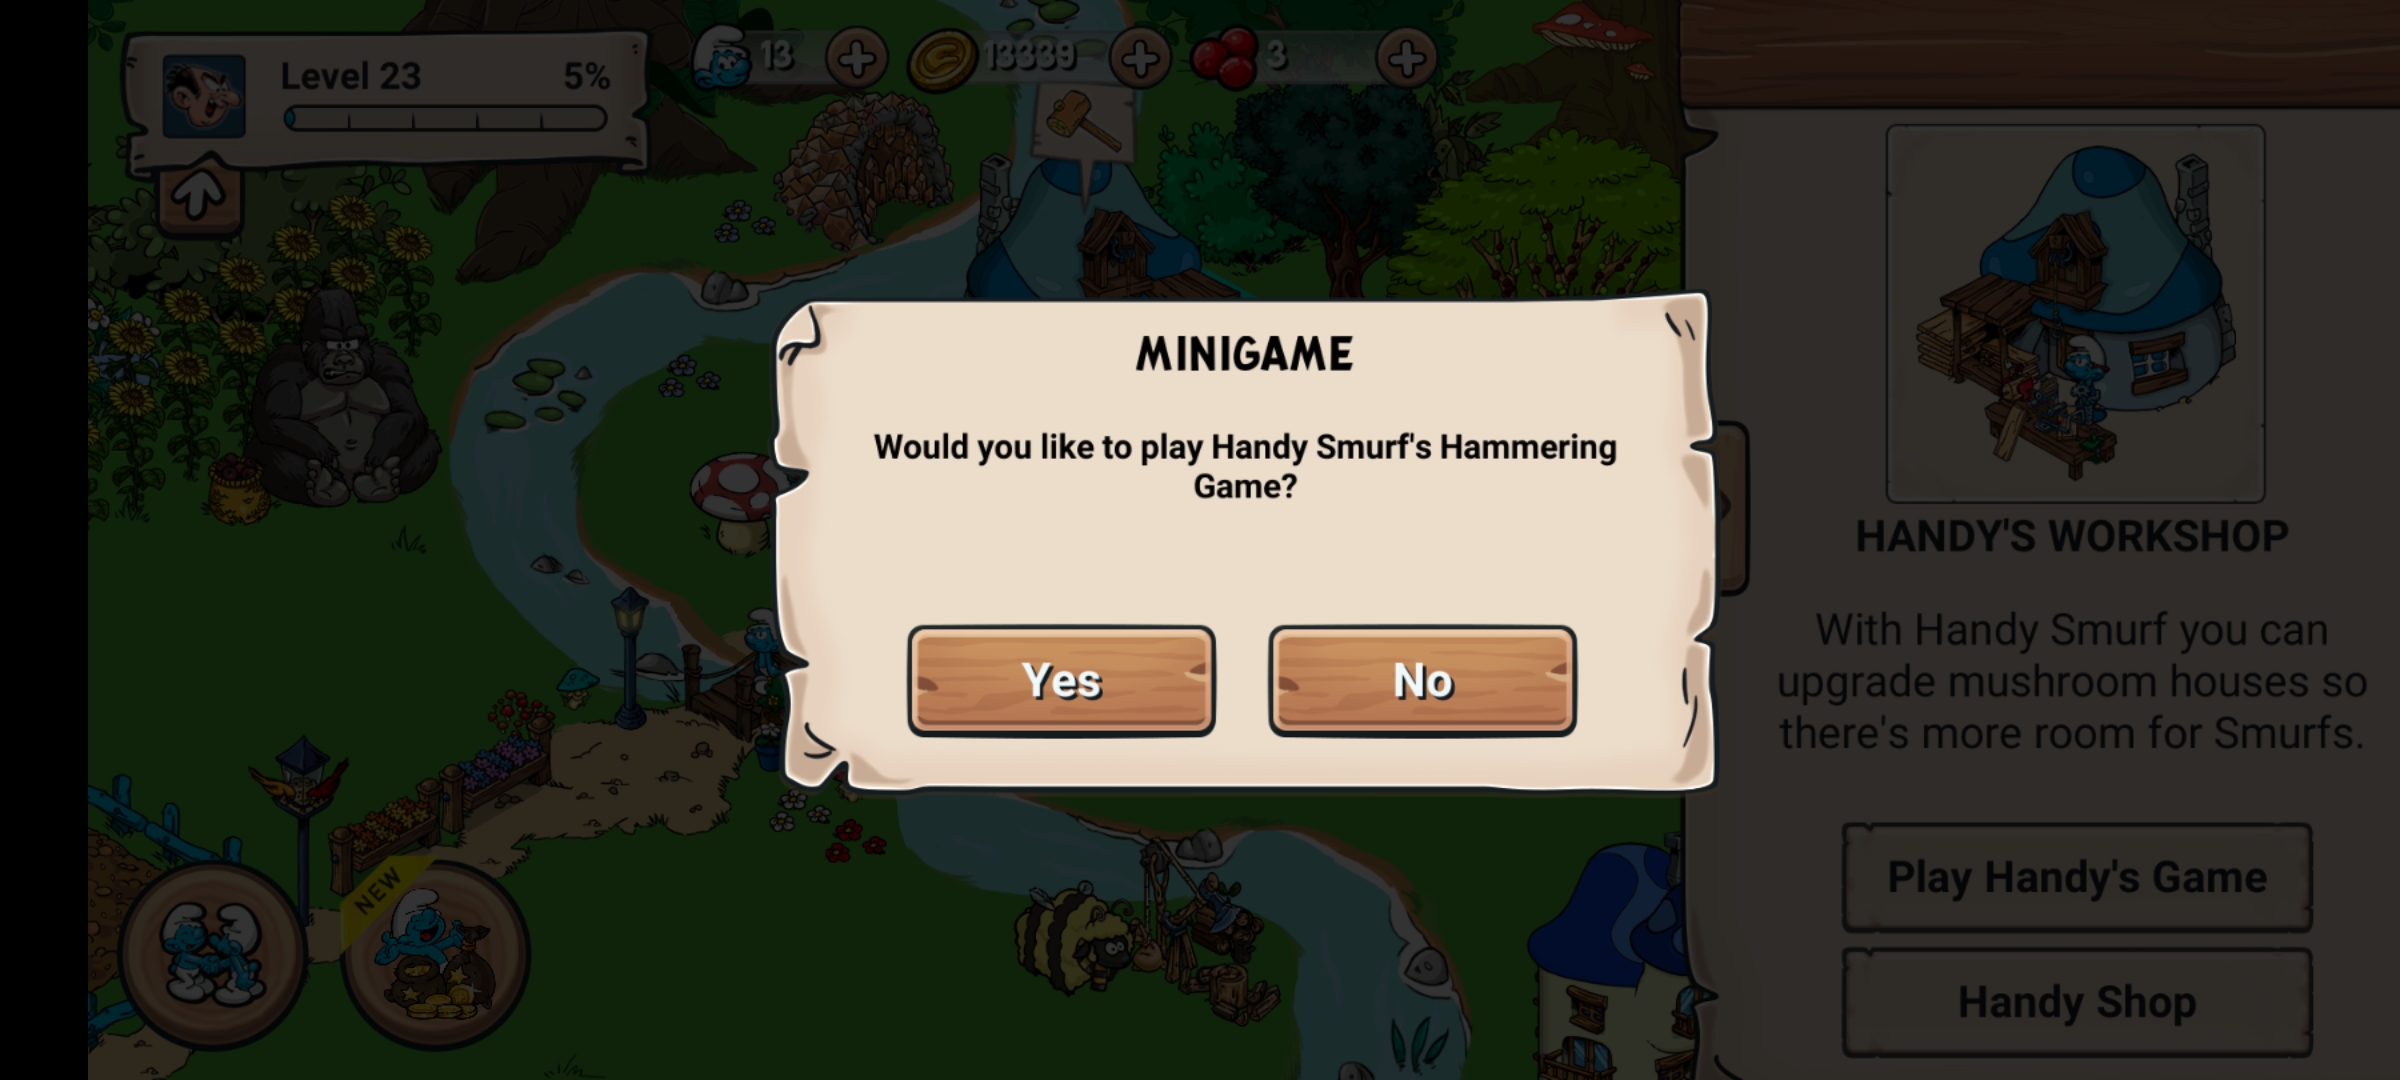 Level 23 5%
13
13339
3
MINIGAME
Would you like to play Handy Smurf's Hammering
Game?
Yes
No
HANDY'S WORKSHOP
With Handy Smurf you can
upgrade mushroom houses so
there's more room for Smurfs.
Play Handy's Game
Handy Shop
NEW